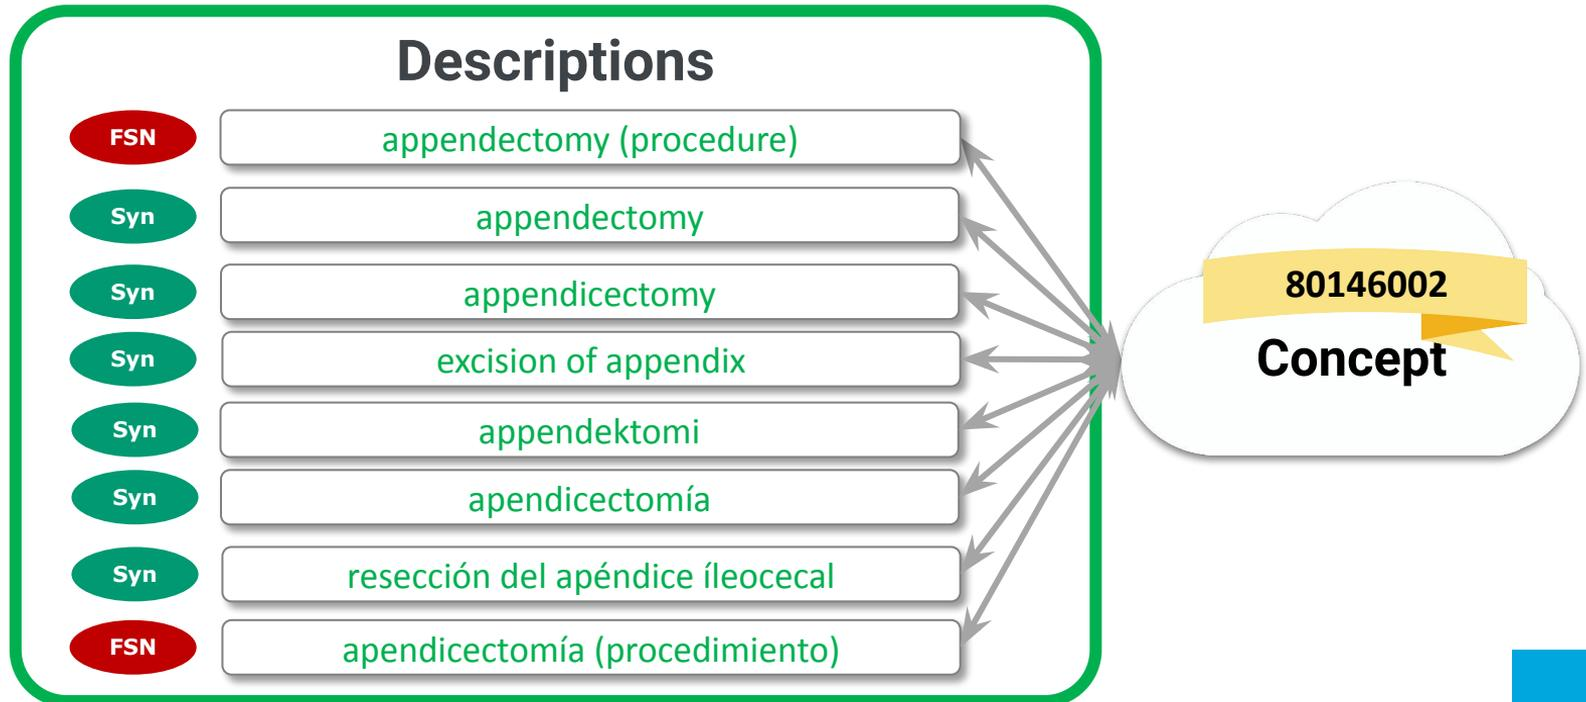 Descriptions
FSN appendectomy (procedure)
Syn appendectomy
Syn appendicectomy
Syn excision of appendix
Syn appendektomi
Syn apendicectomía
Syn resección del apéndice íleocecal
FSN apendicectomía (procedimiento)
80146002
Concept